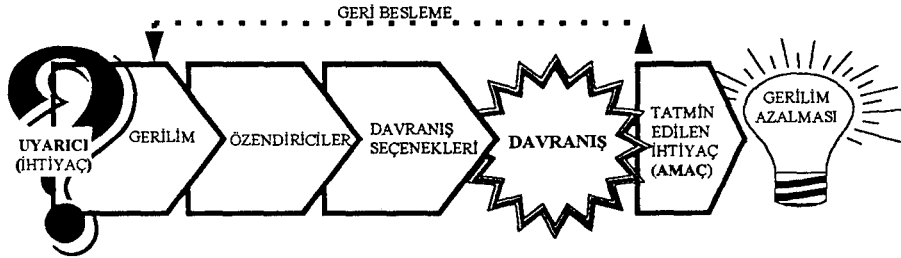 GERİ BESLEME
UYARICI
(İHTİYAÇ)
GERİLİM
ÖZENDİRİCİLER
DAVRANIŞ
SEÇENEKLERİ
DAVRANIŞ
TATMİN
EDİLEN
İHTİYAÇ
(AMAÇ)
GERİLİM
AZALMASI